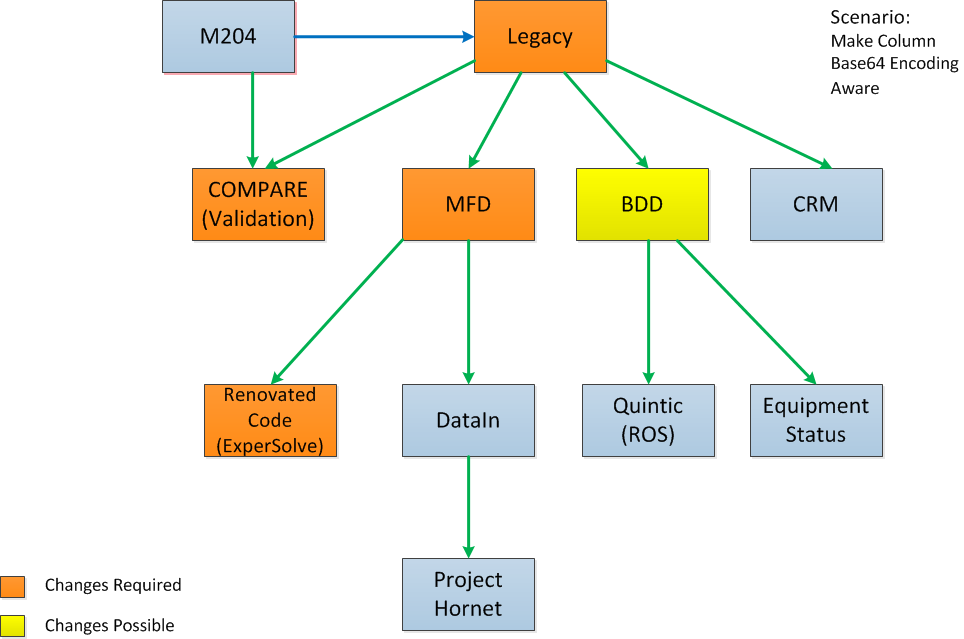 M204
Legacy
Scenario:
Make Column
Base64 Encoding
Aware
COMPARE
(Validation)
MFD
BDD
CRM
Renovated
Code
(ExperSolve)
DataIn
Quintic
(ROS)
Equipment
Status
Project
Hornet
Changes Required
Changes Possible